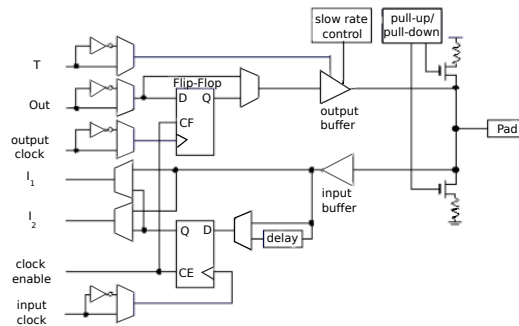 slow rate
control
pull-up/
pull-down
T
Flip-Flop
Out
D Q
output
buffer
CF
Pad
output
clock
I1
input
buffer
I2
Q D
delay
clock
enable
CE
input
clock